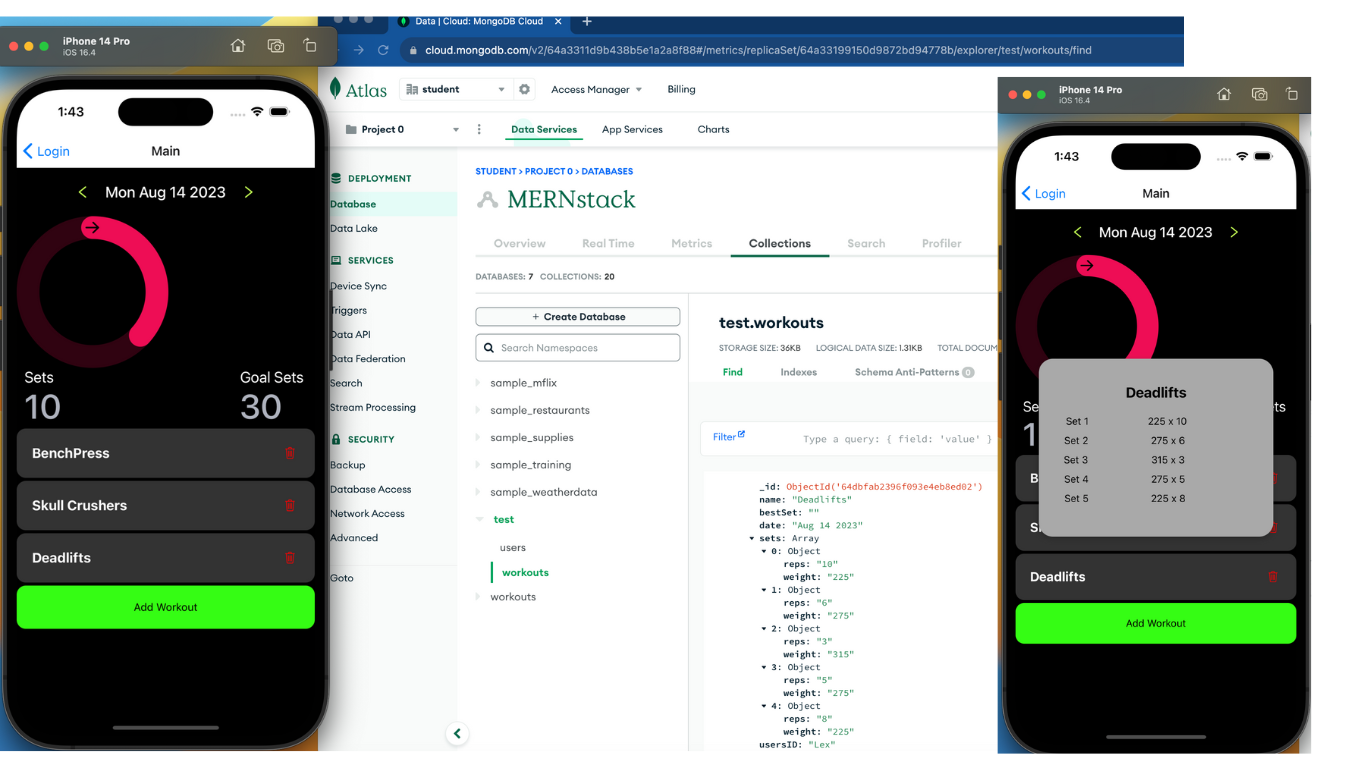 iPhone 14 Pro
iOS 16.4
1:43
Login Main
Mon Aug 14 2023
Sets Goal Sets
10 30
BenchPress
Skull Crushers
Deadlifts
Add Workout
Data | Cloud: MongoDB Cloud
cloud.mongodb.com/v2/64a3311d9b438b5e1a2a8f88#/metrics/replicaSet/64a33199150d9872bd94778b/explorer/test/workouts/find
Atlas student Access Manager Billing
Project 0 Data Services App Services Charts
DEPLOYMENT
Database
Data Lake
SERVICES
Device Sync
Triggers
Data API
Data Federation
Search
Stream Processing
SECURITY
Backup
Database Access
Network Access
Advanced
Goto
STUDENT > PROJECT 0 > DATABASES
MERNstack
Overview Real Time Metrics Collections Search Profiler
DATABASES: 7 COLLECTIONS: 20
+ Create Database
Search Namespaces
sample_mflix
sample_restaurants
sample_supplies
sample_training
sample_weatherdata
test
users
workouts
workouts
test.workouts
STORAGE SIZE: 36KB LOGICAL DATA SIZE: 1.31KB TOTAL DOCUM
Find Indexes Schema Anti-Patterns 0
Filter Type a query: { field: 'value' }
_id: ObjectId('64dbfab2396f093e4eb8ed02')
name: "Deadlifts"
bestSet: ""
date: "Aug 14 2023"
sets: Array
0: Object
reps: "10"
weight: "225"
1: Object
reps: "6"
weight: "275"
2: Object
reps: "3"
weight: "315"
3: Object
reps: "5"
weight: "275"
4: Object
reps: "8"
weight: "225"
usersID: "Lex"
iPhone 14 Pro
iOS 16.4
1:43
Login Main
Mon Aug 14 2023
Se ts
1
B
S
Deadlifts
Set 1 225 x 10
Set 2 275 x 6
Set 3 315 x 3
Set 4 275 x 5
Set 5 225 x 8
Deadlifts
Add Workout